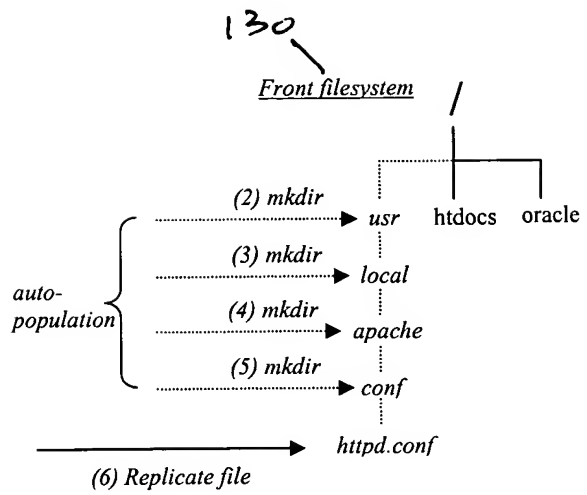 130
Front filesystem
/
(2) mkdir
usr htdocs oracle
(3) mkdir
local
auto-
population
(4) mkdir
apache
(5) mkdir
conf
httpd.conf
(6) Replicate file